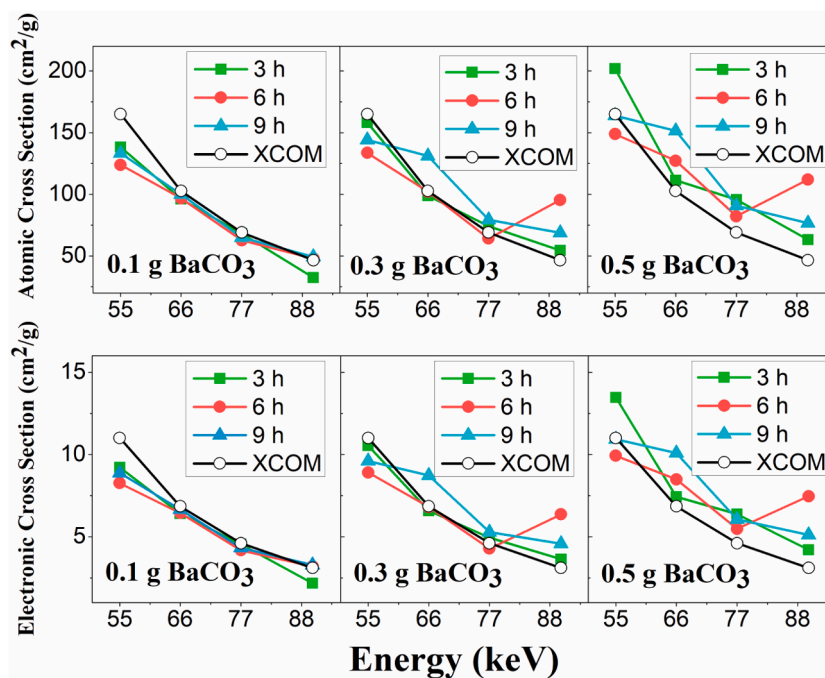 Atomic Cross Section (cm²/g)
200
150
100
50
3 h
6 h
9 h
XCOM
0.1 g BaCO₃
55 66 77 88
3 h
6 h
9 h
XCOM
0.3 g BaCO₃
55 66 77 88
3 h
6 h
9 h
XCOM
0.5 g BaCO₃
55 66 77 88
Electronic Cross Section (cm²/g)
15
10
5
3 h
6 h
9 h
XCOM
0.1 g BaCO₃
55 66 77 88
3 h
6 h
9 h
XCOM
0.3 g BaCO₃
55 66 77 88
3 h
6 h
9 h
XCOM
0.5 g BaCO₃
55 66 77 88
Energy (keV)